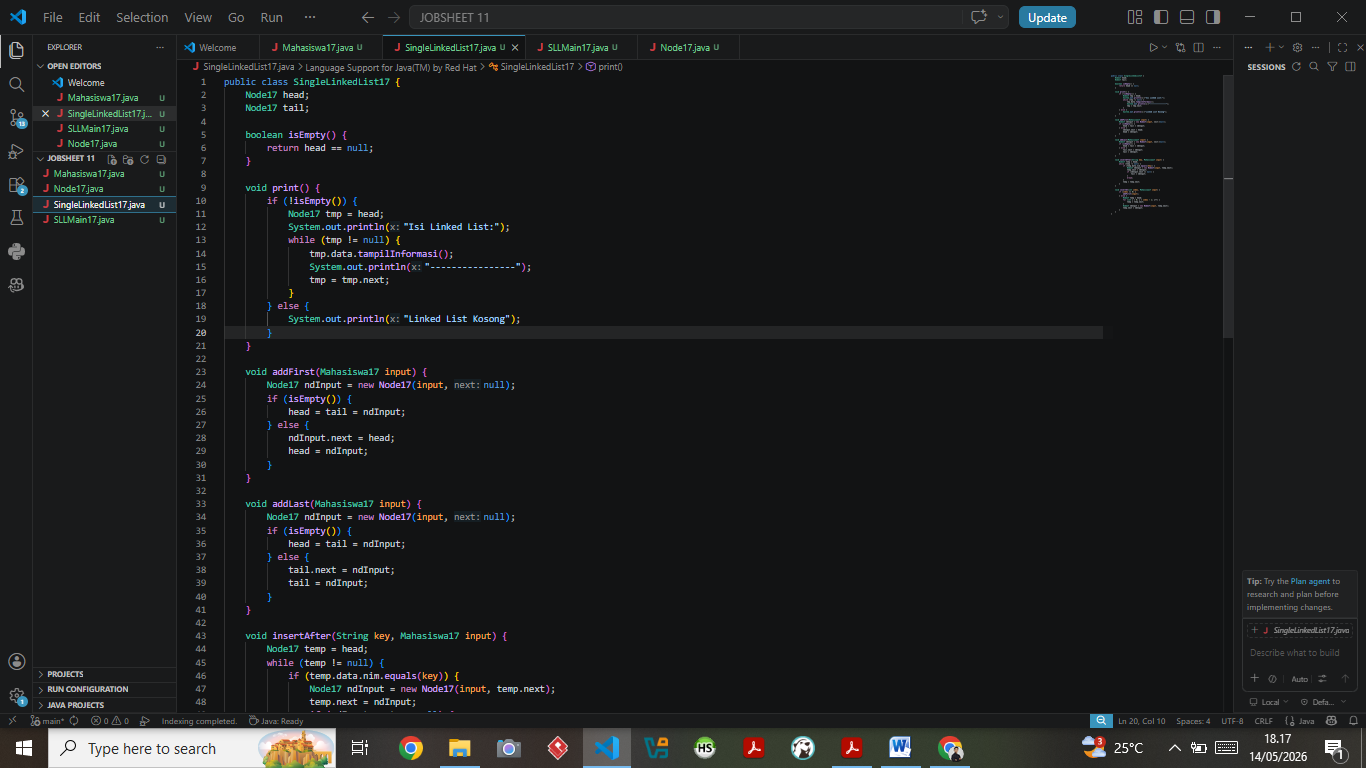 File Edit Selection View Go Run ···
JOBSHEET 11
Update
EXPLORER
OPEN EDITORS
Welcome
Mahasiswa17.java U
SingleLinkedList17.j... U
SLLMain17.java U
Node17.java U
JOBSHEET 11
Mahasiswa17.java U
Node17.java U
SingleLinkedList17.java U
SLLMain17.java U
PROJECTS
RUN CONFIGURATION
JAVA PROJECTS
13
2
1
Welcome
Mahasiswa17.java U
SingleLinkedList17.java U
SLLMain17.java U
Node17.java U
SingleLinkedList17.java > Language Support for Java(TM) by Red Hat > SingleLinkedList17 > print()
1 public class SingleLinkedList17 {
2 Node17 head;
3 Node17 tail;
4
5 boolean isEmpty() {
6 return head == null;
7 }
8
9 void print() {
10 if (!isEmpty()) {
11 Node17 tmp = head;
12 System.out.println(x:"Isi Linked List:");
13 while (tmp != null) {
14 tmp.data.tampilInformasi();
15 System.out.println(x:"----------------");
16 tmp = tmp.next;
17 }
18 } else {
19 System.out.println(x:"Linked List Kosong");
20 }
21 }
22
23 void addFirst(Mahasiswa17 input) {
24 Node17 ndInput = new Node17(input, next:null);
25 if (isEmpty()) {
26 head = tail = ndInput;
27 } else {
28 ndInput.next = head;
29 head = ndInput;
30 }
31 }
32
33 void addLast(Mahasiswa17 input) {
34 Node17 ndInput = new Node17(input, next:null);
35 if (isEmpty()) {
36 head = tail = ndInput;
37 } else {
38 tail.next = ndInput;
39 tail = ndInput;
40 }
41 }
42
43 void insertAfter(String key, Mahasiswa17 input) {
44 Node17 temp = head;
45 while (temp != null) {
46 if (temp.data.nim.equals(key)) {
47 Node17 ndInput = new Node17(input, temp.next);
48 temp.next = ndInput;
SESSIONS
Tip: Try the Plan agent to
research and plan before
implementing changes.
SingleLinkedList17.java
Describe what to build
Auto
Local
Defa...
main*
0 0
Indexing completed.
Java: Ready
Ln 20, Col 10
Spaces: 4
UTF-8
CRLF
Java
Type here to search
HS
3
25°C
18.17
14/05/2026
1